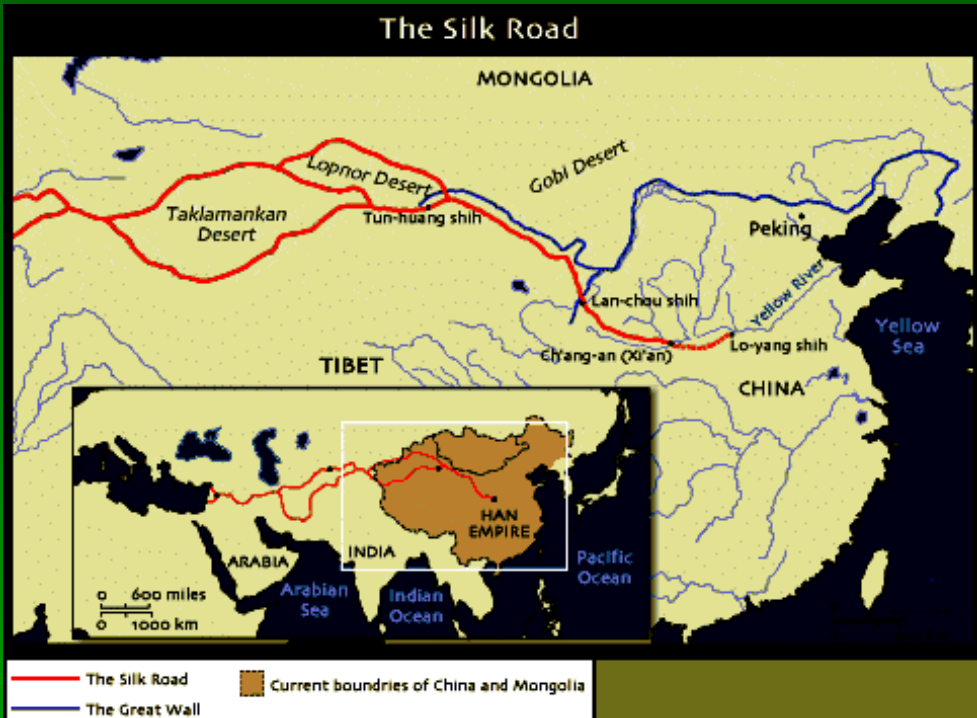 The Silk Road
MONGOLIA
Gobi Desert
Lopnor Desert
Taklamankan
Desert
Tun-huang shih
Peking
Yellow River
Lan-chou shih
Yellow
Sea
Ch'ang-an (Xi'an)
Lo-yang shih
TIBET
CHINA
HAN
EMPIRE
INDIA
ARABIA
Pacific
Ocean
Arabian
Sea
Indian
Ocean
0 600 miles
0 1000 km
The Silk Road
Current boundries of China and Mongolia
The Great Wall